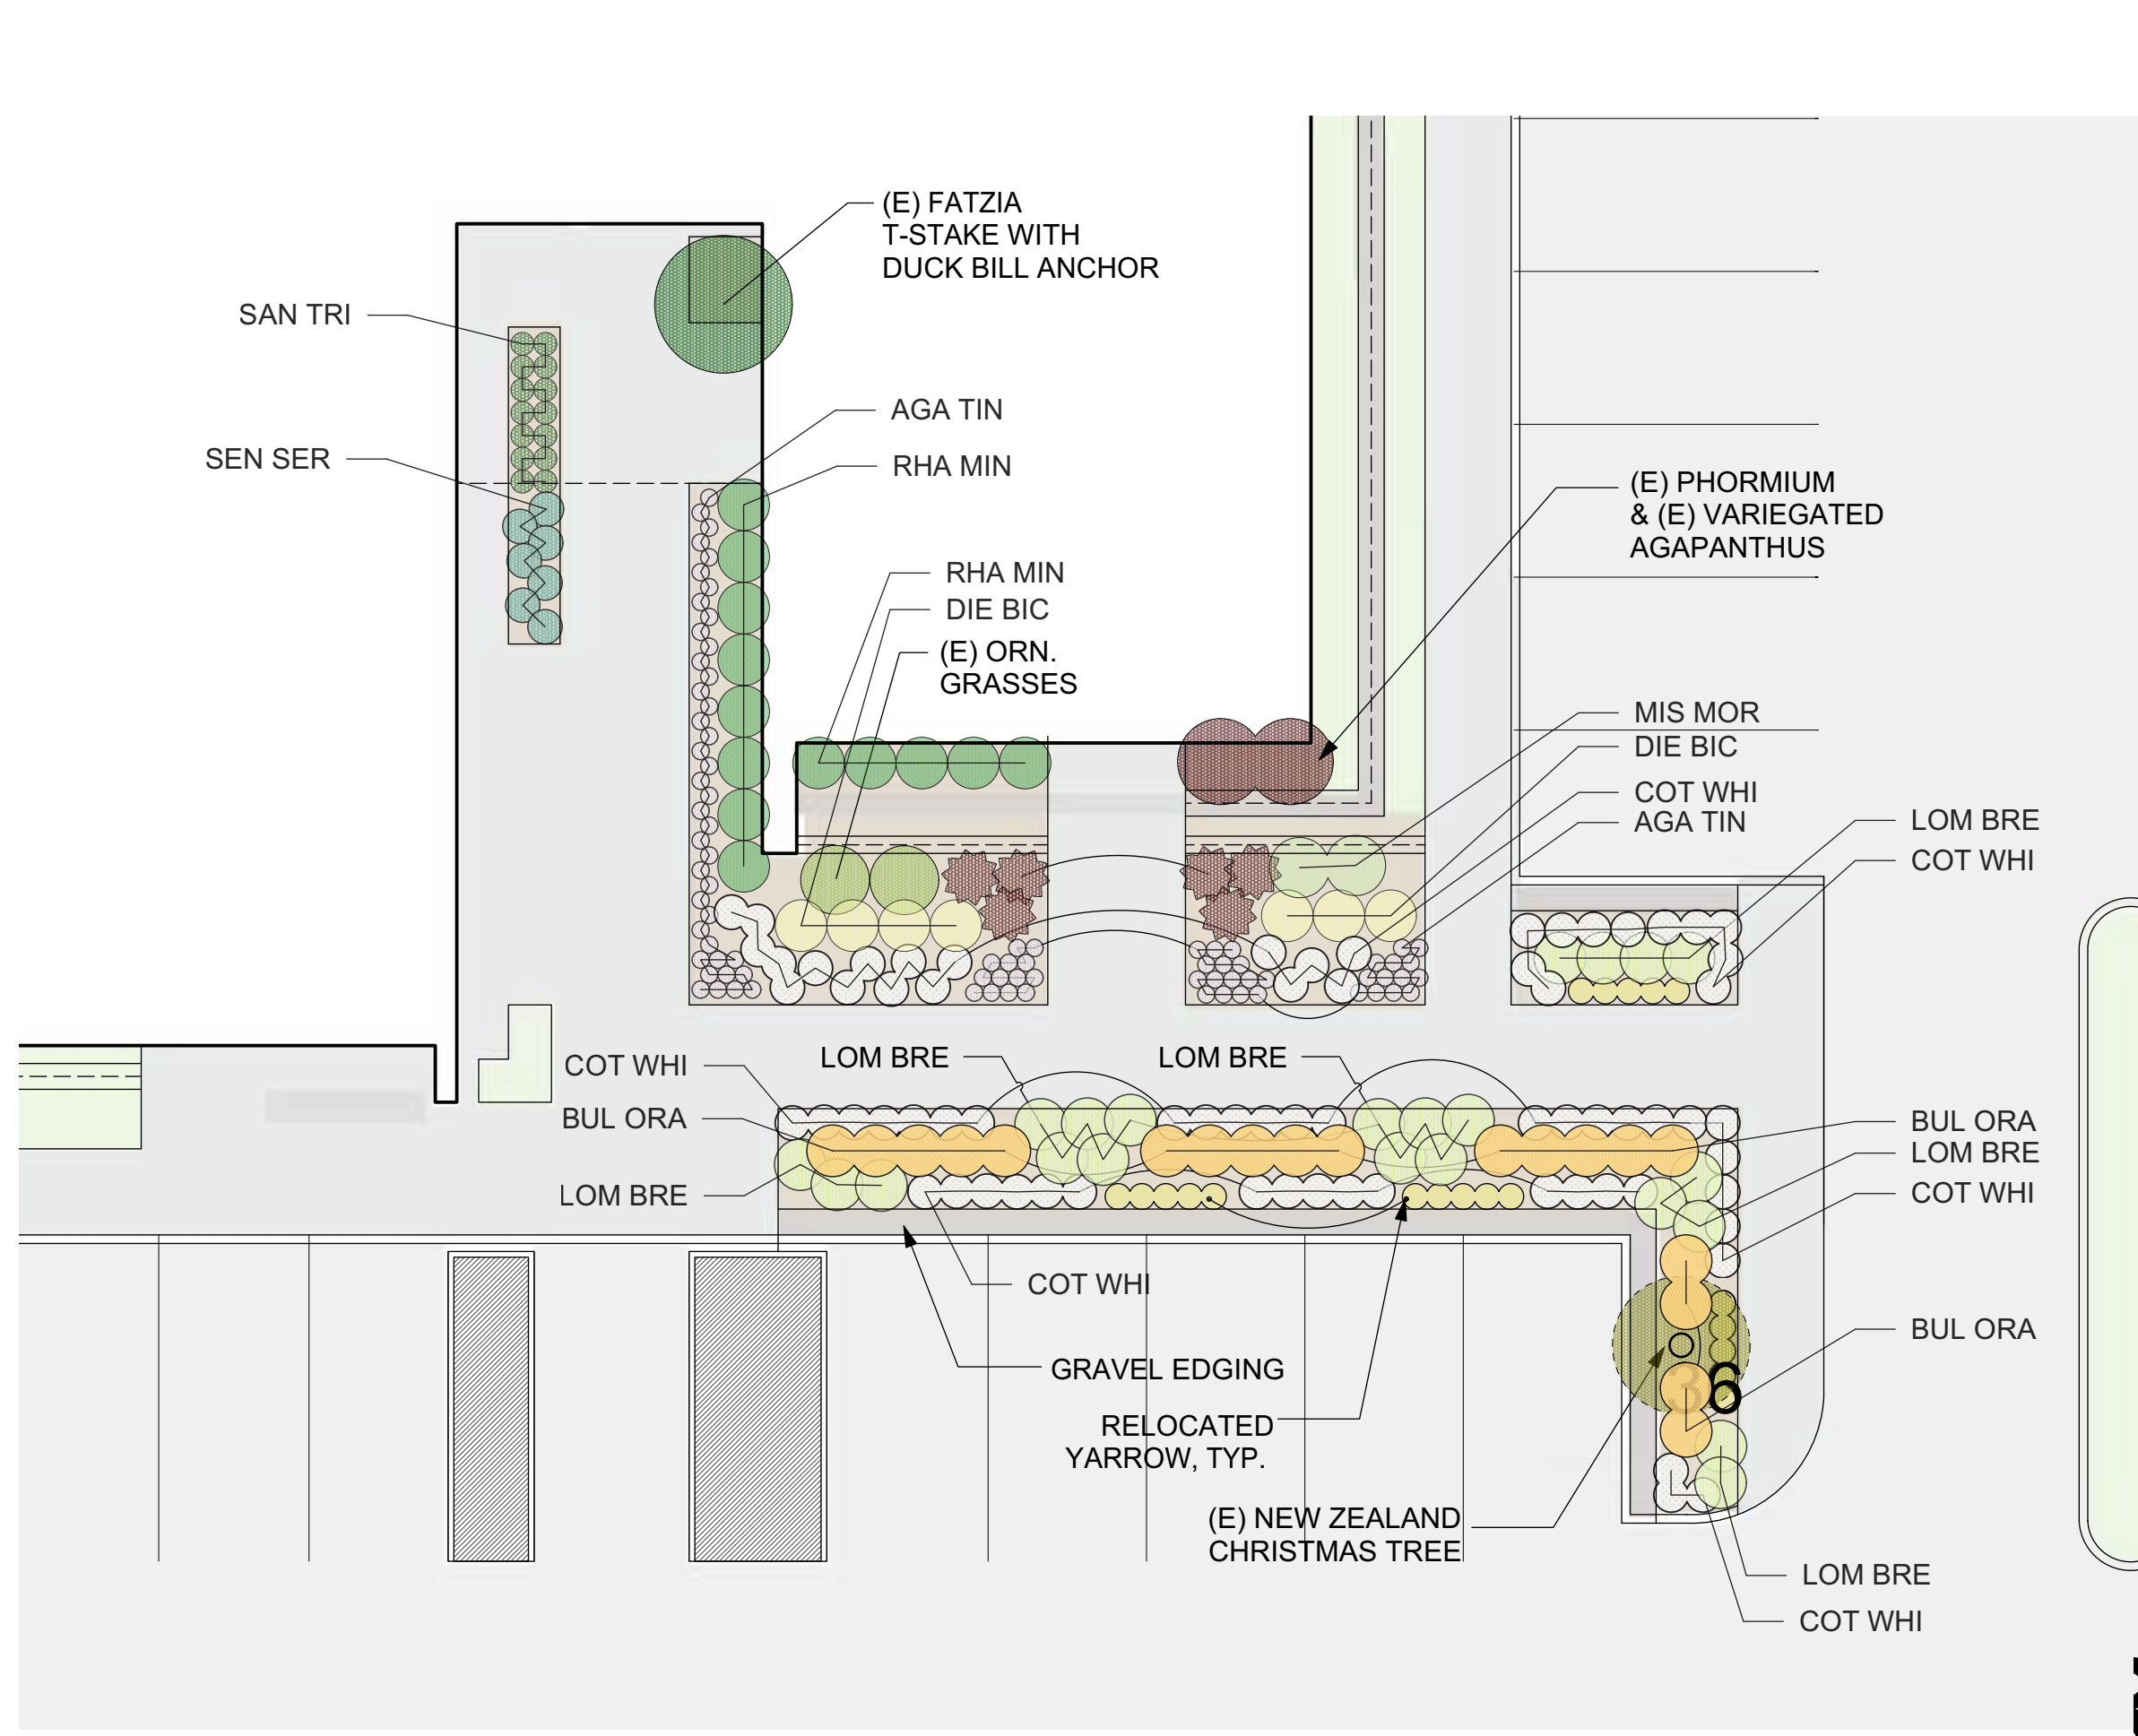 (E) FATZIA
T-STAKE WITH
DUCK BILL ANCHOR
SAN TRI
AGA TIN
SEN SER
RHA MIN
(E) PHORMIUM
& (E) VARIEGATED
AGAPANTHUS
RHA MIN
DIE BIC
(E) ORN.
GRASSES
MIS MOR
DIE BIC
COT WHI
AGA TIN
LOM BRE
COT WHI
COT WHI
LOM BRE
LOM BRE
BUL ORA
BUL ORA
LOM BRE
LOM BRE
COT WHI
COT WHI
BUL ORA
GRAVEL EDGING
36
RELOCATED
YARROW, TYP.
(E) NEW ZEALAND
CHRISTMAS TREE
LOM BRE
COT WHI